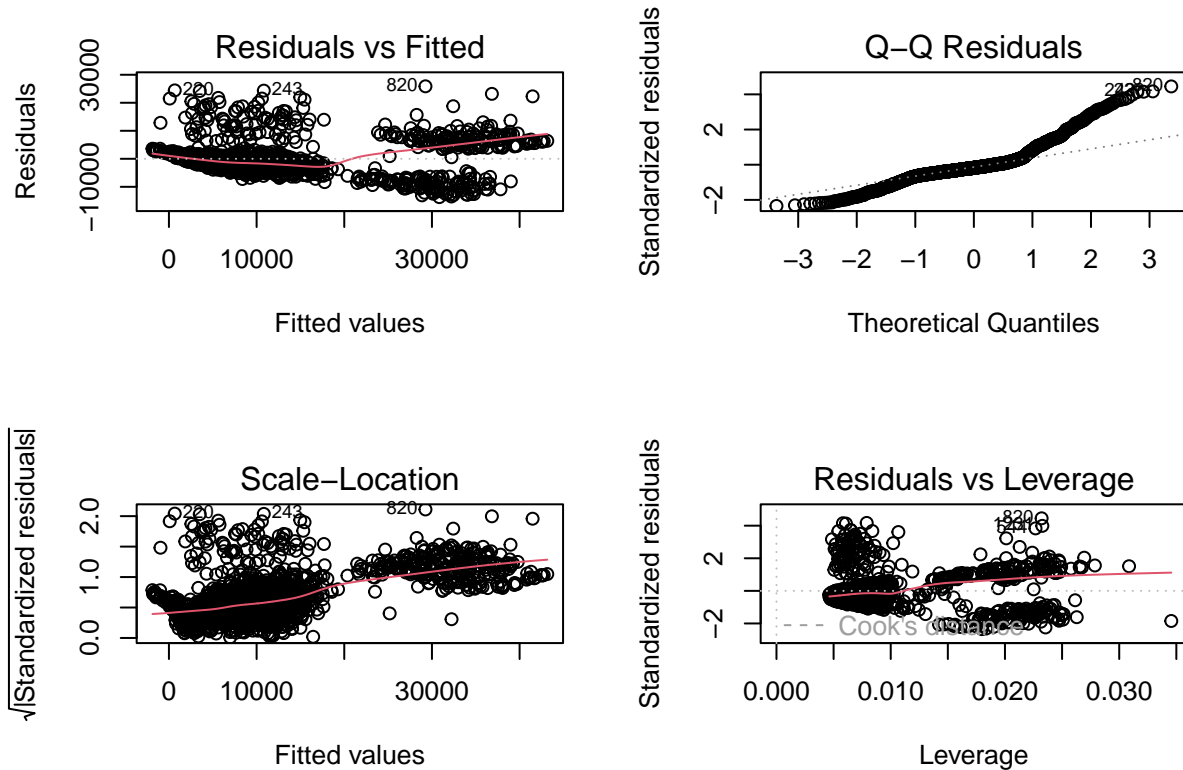 Residuals vs Fitted
Residuals
−10000 10000 30000
220 243 820
0 10000 30000
Fitted values
Q−Q Residuals
Standardized residuals
−2 2
820
−3 −2 −1 0 1 2 3
Theoretical Quantiles
Scale−Location
√|Standardized residuals|
0.0 1.0 2.0
220 243 820
0 10000 30000
Fitted values
Residuals vs Leverage
Standardized residuals
−2 2
820
Cook's distance
0.000 0.010 0.020 0.030
Leverage